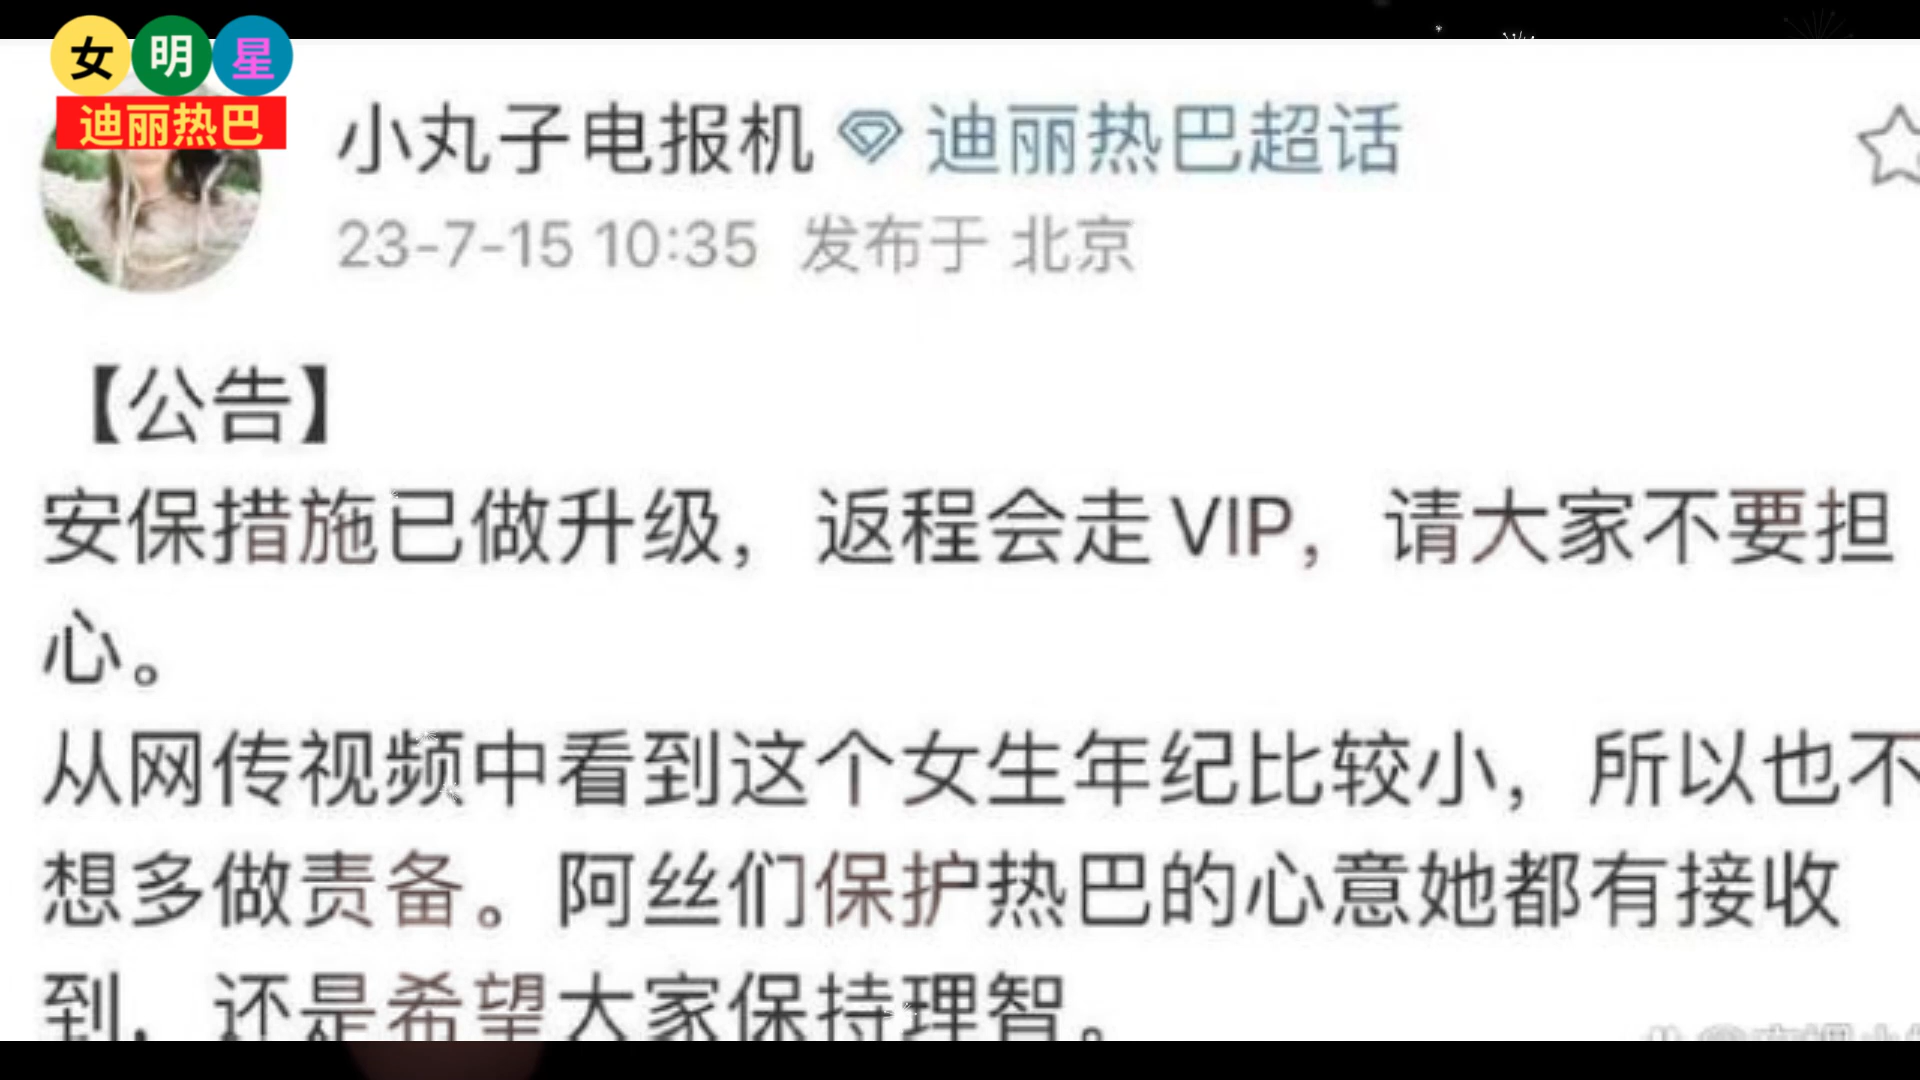 女明星
迪丽热巴
小丸子电报机 迪丽热巴超话
23-7-15 10:35 发布于 北京
【公告】
安保措施已做升级，返程会走VIP，请大家不要担
心。
从网传视频中看到这个女生年纪比较小，所以也不
想多做责备。阿丝们保护热巴的心意她都有接收
到，还是希望大家保持理智。